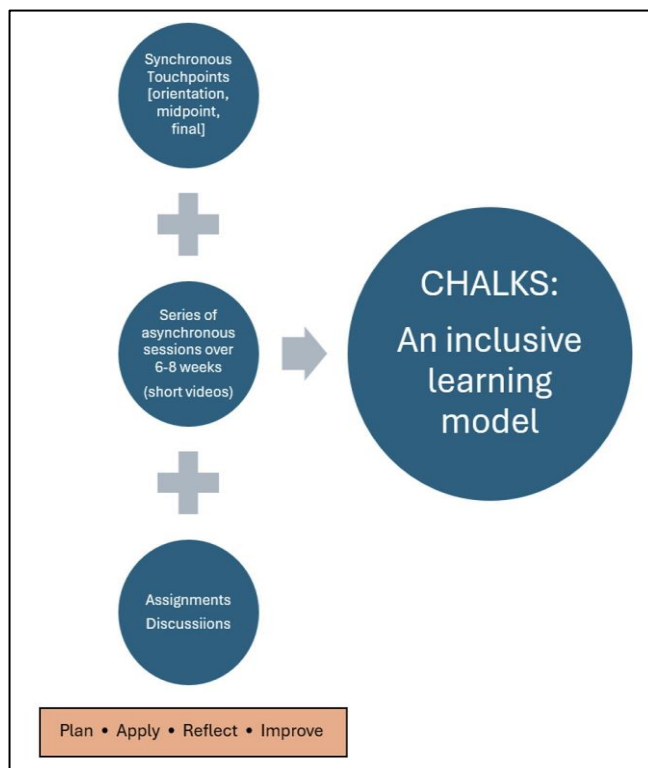 Synchronous
Touchpoints
[orientation,
midpoint,
final]
Series of
asynchronous
sessions over
6-8 weeks
(short videos)
Assignments
Discussiions
CHALKS:
An inclusive
learning
model
Plan • Apply • Reflect • Improve